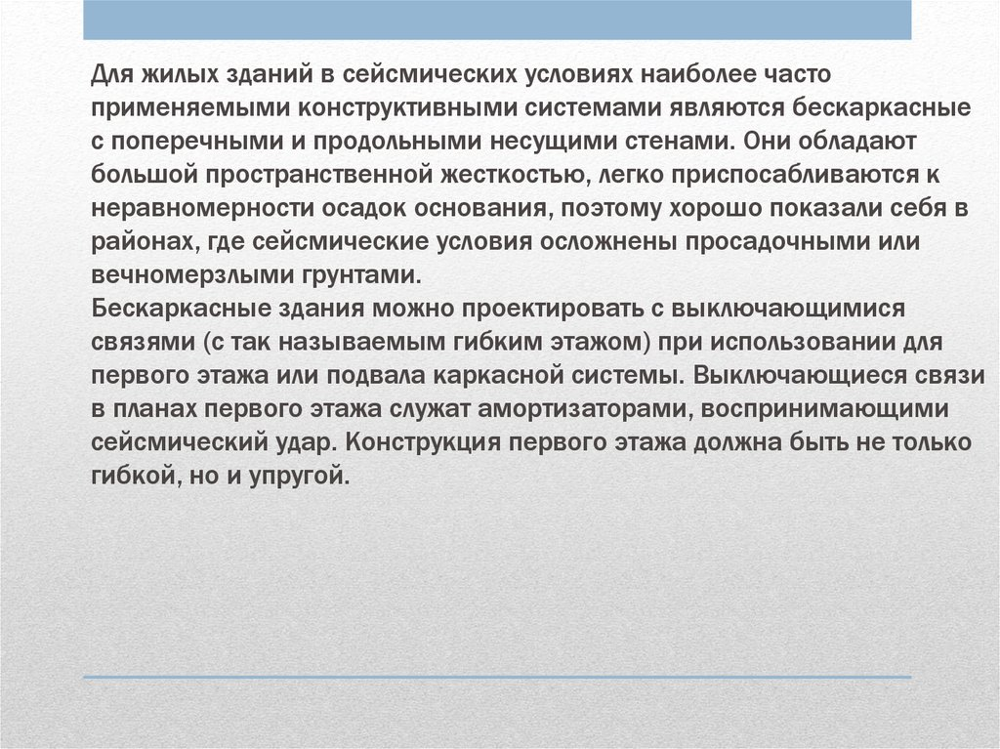 Для жилых зданий в сейсмических условиях наиболее часто
применяемыми конструктивными системами являются бескаркасные
с поперечными и продольными несущими стенами. Они обладают
большой пространственной жесткостью, легко приспосабливаются к
неравномерности осадок основания, поэтому хорошо показали себя в
районах, где сейсмические условия осложнены просадочными или
вечномерзлыми грунтами.
Бескаркасные здания можно проектировать с выключающимися
связями (с так называемым гибким этажом) при использовании для
первого этажа или подвала каркасной системы. Выключающиеся связи
в планах первого этажа служат амортизаторами, воспринимающими
сейсмический удар. Конструкция первого этажа должна быть не только
гибкой, но и упругой.